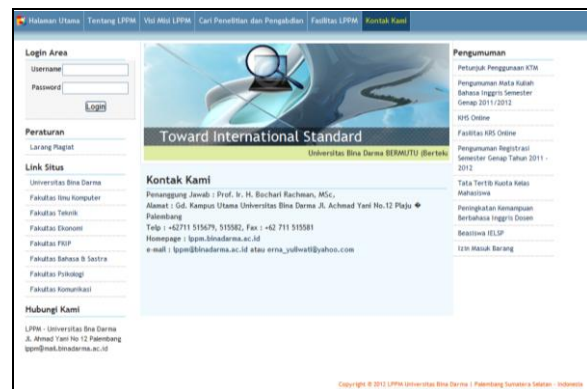 Halaman Utama Tentang LPPM Visi Misi LPPM Cari Penelitian dan Pengabdian Fasilitas LPPM Kontak Kami
Login Area
Username
Password
Login
Peraturan
Larang Plagiat
Link Situs
Universitas Bina Darma
Fakultas Ilmu Komputer
Fakultas Teknik
Fakultas Ekonomi
Fakultas FKIP
Fakultas Bahasa & Sastra
Fakultas Psikologi
Fakultas Komunikasi
Hubungi Kami
LPPM - Universitas Bina Darma
JL. Ahmad Yani No 12 Palembang
lppm@mail.binadarma.ac.id
Toward International Standard
Universitas Bina Darma BERMUTU (Berteku
Kontak Kami
Penanggung Jawab : Prof. Ir. H. Bochari Rachman, MSc,
Alamat : Gd. Kampus Utama Universitas Bina Darma Jl. Achmad Yani No.12 Plaju �
Palembang
Telp : +62711 515679, 515582, Fax : +62 711 515581
Homepage : lppm.binadarma.ac.id
e-mail : lppm@binadarma.ac.id atau erna_yuliwati@yahoo.com
Pengumuman
Petunjuk Penggunaan KTM
Pengumuman Mata Kuliah
Bahasa Inggris Semester
Genap 2011/2012
KHS Online
Fasilitas KRS Online
Pengumuman Registrasi
Semester Genap Tahun 2011 -
2012
Tata Tertib Kuota Kelas
Mahasiswa
Peningkatan Kemampuan
Berbahasa Inggris Dosen
Beasiswa IELSP
Izin Masuk Barang
Copyright © 2012 LPPM Universitas Bina Darma | Palembang Sumatera Selatan - Indonesia